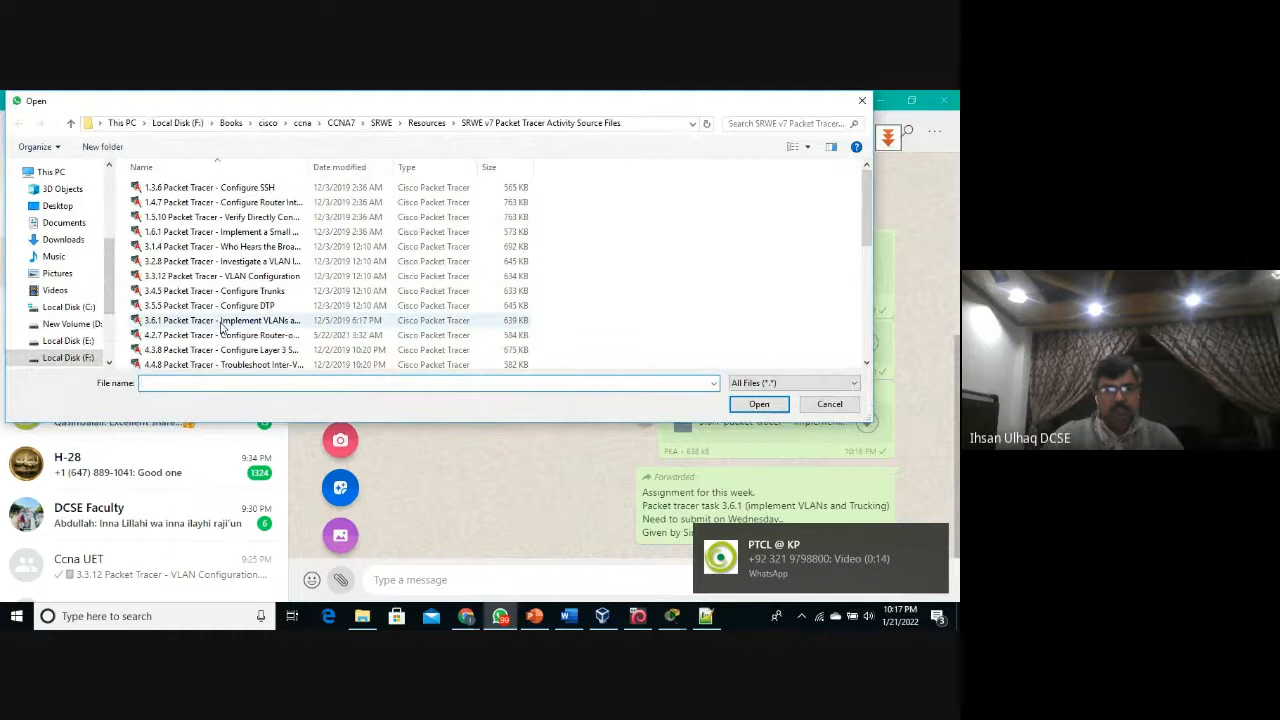 Open
This PC > Local Disk (F:) > Books > cisco > ccna > CCNA7 > SRWE > Resources > SRWE v7 Packet Tracer Activity Source Files
Search SRWE v7 Packet Tracer...
Organize
New folder
Name Date modified Type Size
This PC
3D Objects
Desktop
Documents
Downloads
Music
Pictures
Videos
Local Disk (C:)
New Volume (D:
Local Disk (E:)
Local Disk (F:)
1.3.6 Packet Tracer - Configure SSH 12/3/2019 2:36 AM Cisco Packet Tracer 565 KB
1.4.7 Packet Tracer - Configure Router Int... 12/3/2019 2:36 AM Cisco Packet Tracer 763 KB
1.5.10 Packet Tracer - Verify Directly Con... 12/3/2019 2:36 AM Cisco Packet Tracer 763 KB
1.6.1 Packet Tracer - Implement a Small ... 12/3/2019 2:36 AM Cisco Packet Tracer 573 KB
3.1.4 Packet Tracer - Who Hears the Broa... 12/3/2019 12:10 AM Cisco Packet Tracer 692 KB
3.2.8 Packet Tracer - Investigate a VLAN I... 12/3/2019 12:10 AM Cisco Packet Tracer 645 KB
3.3.12 Packet Tracer - VLAN Configuration 12/3/2019 12:10 AM Cisco Packet Tracer 634 KB
3.4.5 Packet Tracer - Configure Trunks 12/3/2019 12:10 AM Cisco Packet Tracer 633 KB
3.5.5 Packet Tracer - Configure DTP 12/3/2019 12:10 AM Cisco Packet Tracer 645 KB
3.6.1 Packet Tracer - Implement VLANs a... 12/5/2019 6:17 PM Cisco Packet Tracer 639 KB
4.2.7 Packet Tracer - Configure Router-o... 5/22/2021 3:32 AM Cisco Packet Tracer 584 KB
4.3.8 Packet Tracer - Configure Layer 3 S... 12/2/2019 10:20 PM Cisco Packet Tracer 675 KB
4.4.8 Packet Tracer - Troubleshoot Inter-V... 12/2/2019 10:20 PM Cisco Packet Tracer 582 KB
File name:
All Files (*.*)
Open
Cancel
13
H-28 9:34 PM
+1 (647) 889-1041: Good one 1324
DCSE Faculty 9:30 PM
Abdullah: Inna Lillahi wa inna ilayhi raji'un 6
Ccna UET 9:25 PM
3.3.12 Packet Tracer - VLAN Configuration....
PKA • 638 kB 10:16 PM
Forwarded
Assignment for this week.
Packet tracer task 3.6.1 (implement VLANs and Trucking)
Need to submit on Wednesday..
Given by Sir
PTCL @ KP
+92 321 9798800: Video (0:14)
WhatsApp
Type a message
Type here to search
99
10:17 PM
1/21/2022
3
Ihsan Ulhaq DCSE